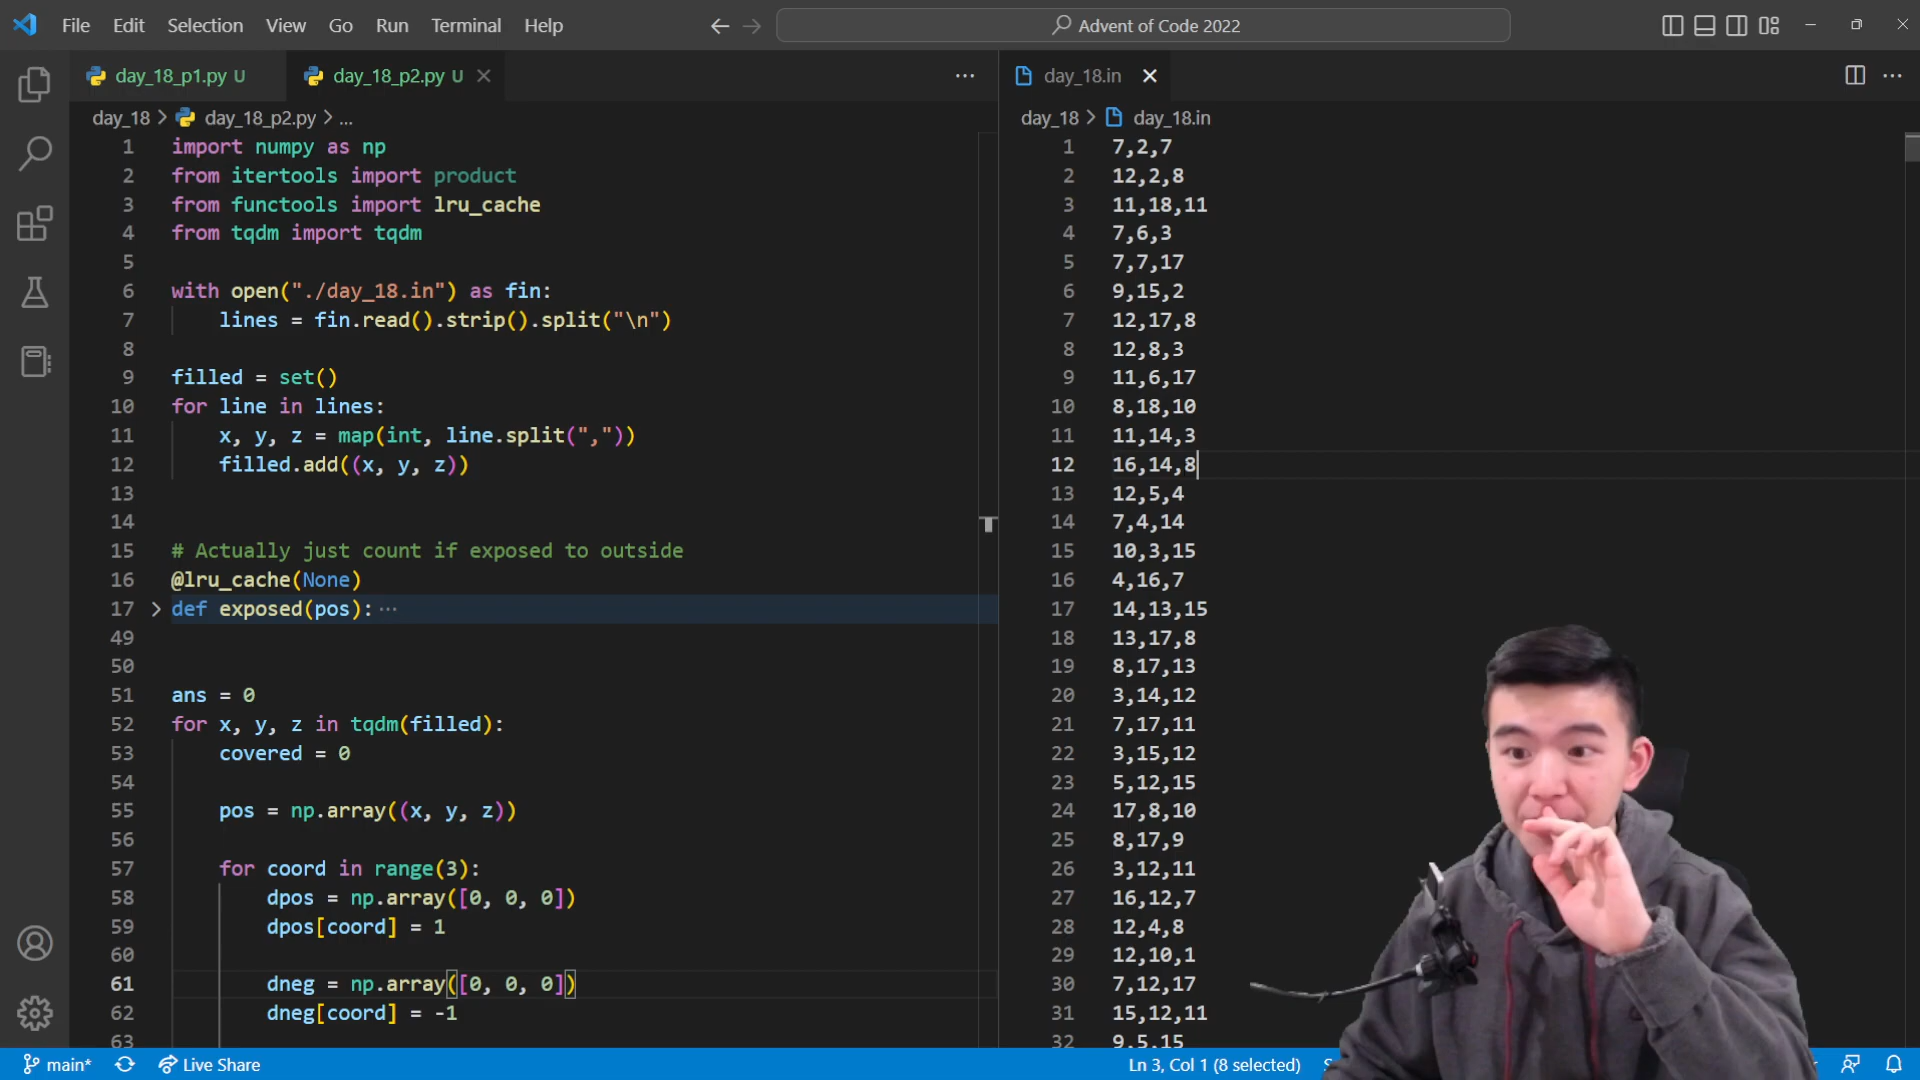 File Edit Selection View Go Run Terminal Help
Advent of Code 2022
day_18_p1.py U
day_18_p2.py U
day_18 > day_18_p2.py > ...
1 import numpy as np
2 from itertools import product
3 from functools import lru_cache
4 from tqdm import tqdm
5
6 with open("./day_18.in") as fin:
7 lines = fin.read().strip().split("\n")
8
9 filled = set()
10 for line in lines:
11 x, y, z = map(int, line.split(","))
12 filled.add((x, y, z))
13
14
15 # Actually just count if exposed to outside
16 @lru_cache(None)
17 def exposed(pos): ···
49
50
51 ans = 0
52 for x, y, z in tqdm(filled):
53 covered = 0
54
55 pos = np.array((x, y, z))
56
57 for coord in range(3):
58 dpos = np.array([0, 0, 0])
59 dpos[coord] = 1
60
61 dneg = np.array([0, 0, 0])
62 dneg[coord] = -1
63
day_18.in
day_18 > day_18.in
1 7,2,7
2 12,2,8
3 11,18,11
4 7,6,3
5 7,7,17
6 9,15,2
7 12,17,8
8 12,8,3
9 11,6,17
10 8,18,10
11 11,14,3
12 16,14,8
13 12,5,4
14 7,4,14
15 10,3,15
16 4,16,7
17 14,13,15
18 13,17,8
19 8,17,13
20 3,14,12
21 7,17,11
22 3,15,12
23 5,12,15
24 17,8,10
25 8,17,9
26 3,12,11
27 16,12,7
28 12,4,8
29 12,10,1
30 7,12,17
31 15,12,11
32 9,5,15
main* Live Share Ln 3, Col 1 (8 selected)